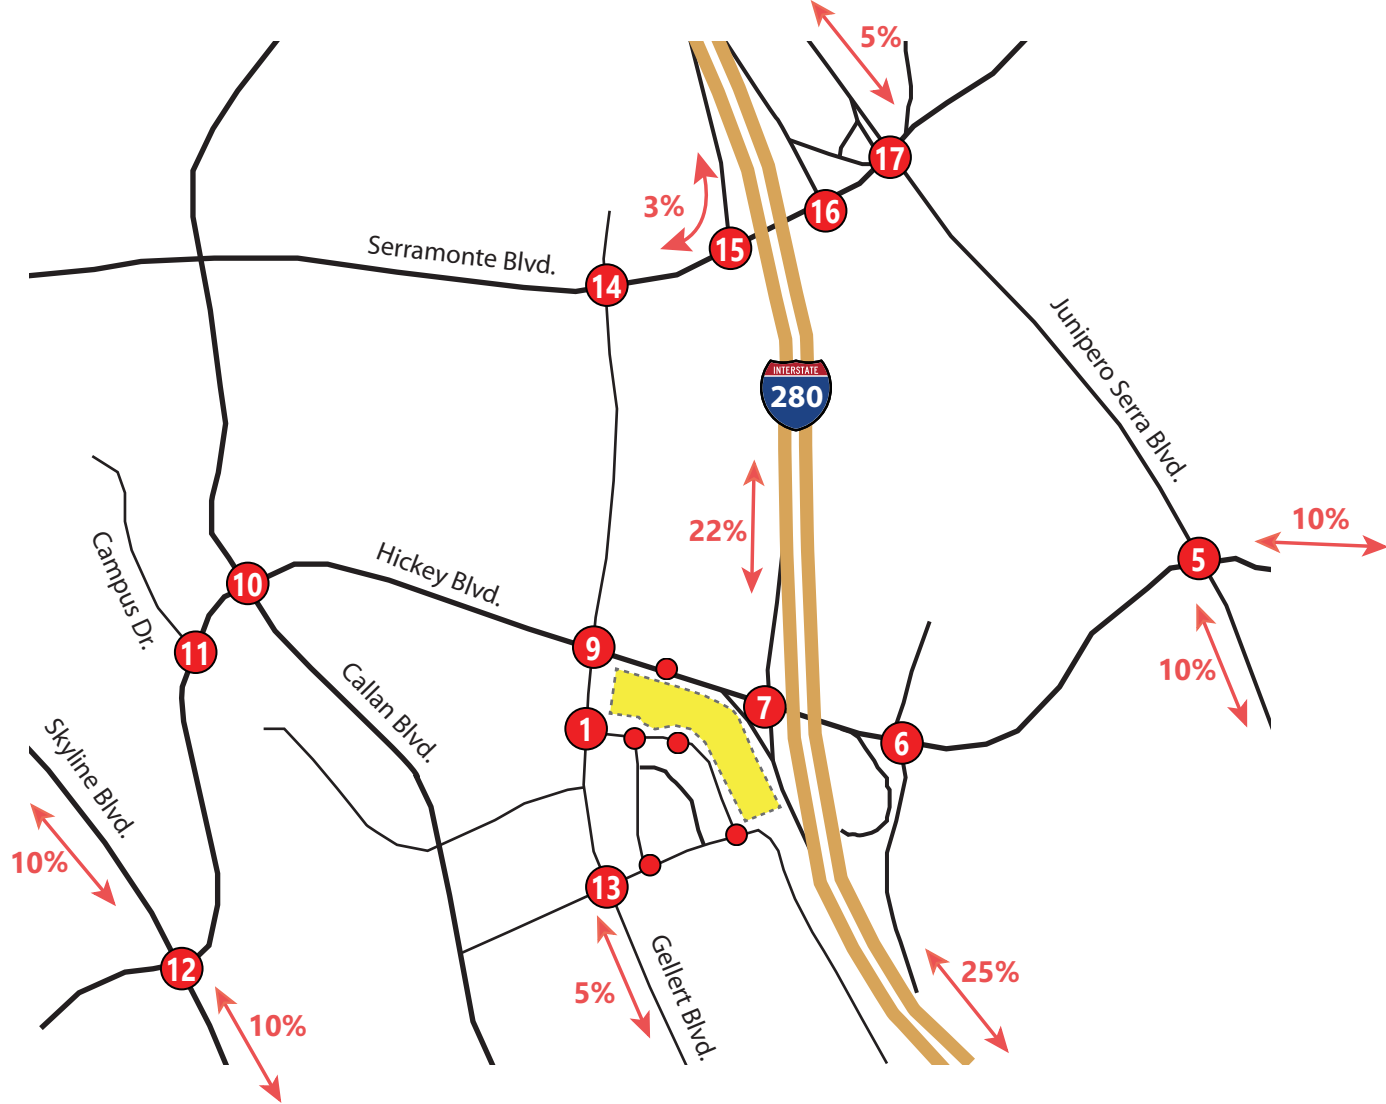 5%
17
3%
16
15
Serramonte Blvd.
14
Junipero Serra Blvd.
INTERSTATE
280
22%
10%
5
Campus Dr.
Hickey Blvd.
10
11
9
10%
Callan Blvd.
7
1
6
Skyline Blvd.
10%
13
Gellert Blvd.
12
25%
5%
10%